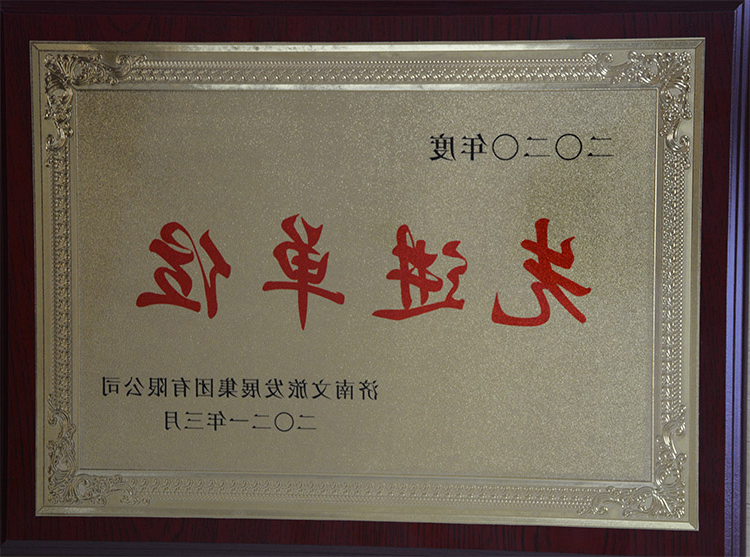 二〇二〇年度
先进单位
济南文旅发展集团有限公司
二〇二一年三月